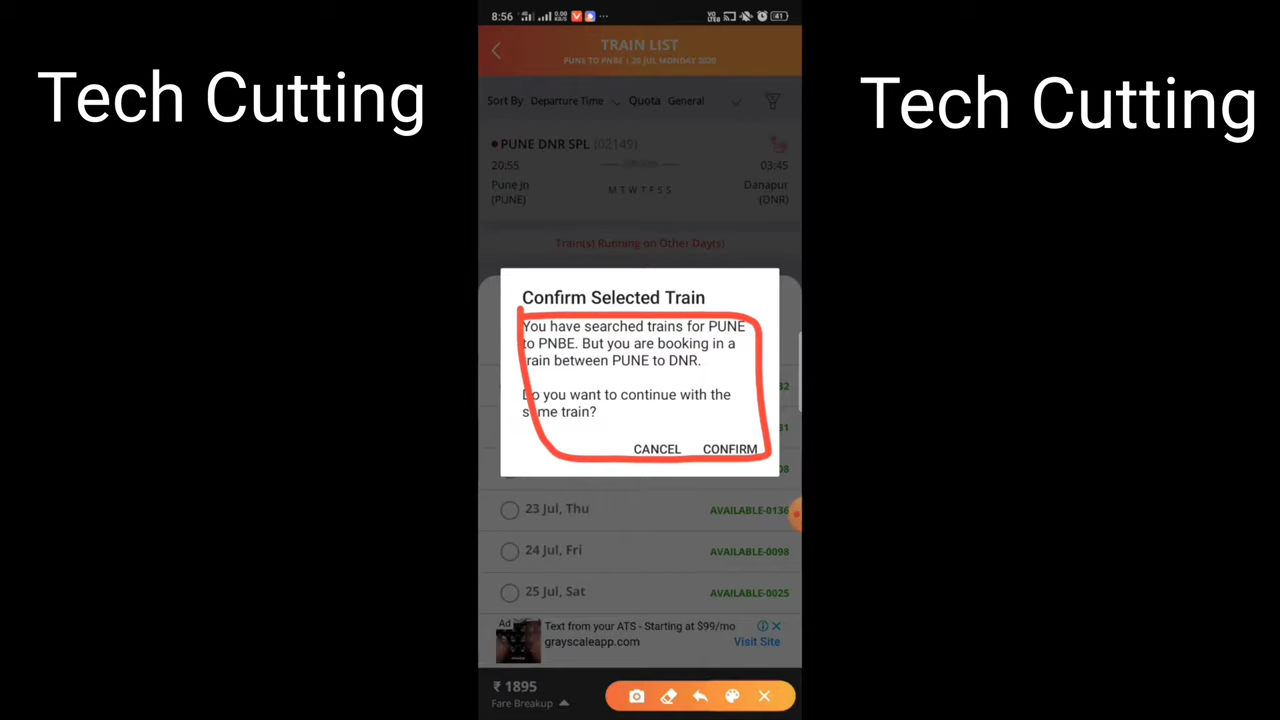 Tech Cutting
Tech Cutting
8:56
TRAIN LIST
PUNE TO PNBE | 20 JUL MONDAY 2020
Sort By Departure Time Quota General
PUNE DNR SPL (02149)
20:55
03:45
Pune Jn
(PUNE)
M T W T F S S
Danapur
(DNR)
Train(s) Running on Other Day(s)
Confirm Selected Train
You have searched trains for PUNE
to PNBE. But you are booking in a
train between PUNE to DNR.
Do you want to continue with the
same train?
CANCEL CONFIRM
23 Jul, Thu AVAILABLE-0136
24 Jul, Fri AVAILABLE-0098
25 Jul, Sat AVAILABLE-0025
Ad
Text from your ATS - Starting at $99/mo
grayscaleapp.com
Visit Site
₹ 1895
Fare Breakup